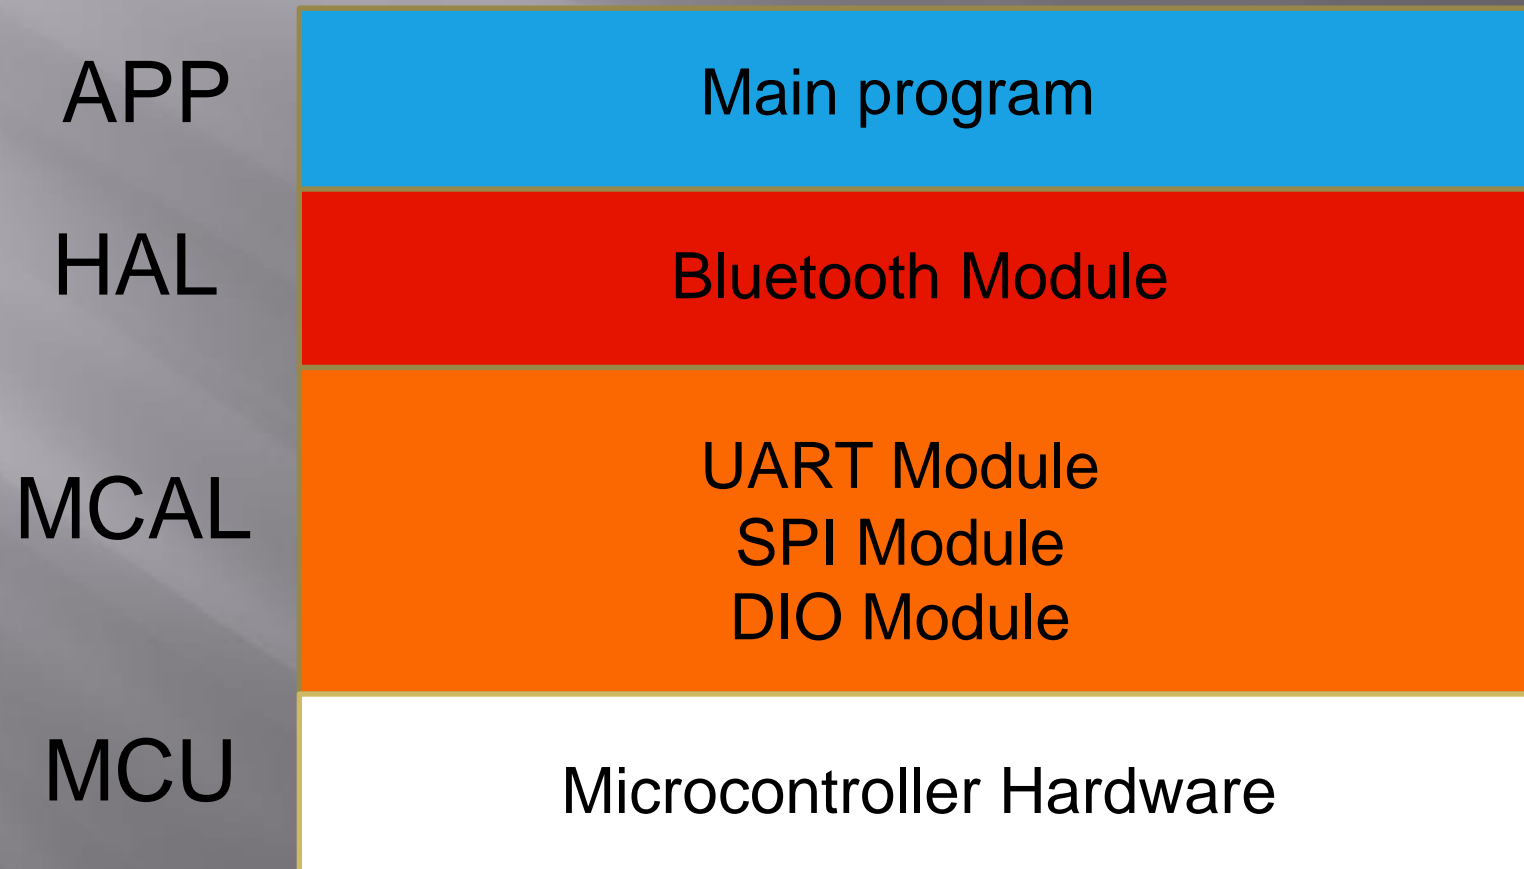 APP
Main program
HAL
Bluetooth Module
MCAL
UART Module
SPI Module
DIO Module
MCU
Microcontroller Hardware